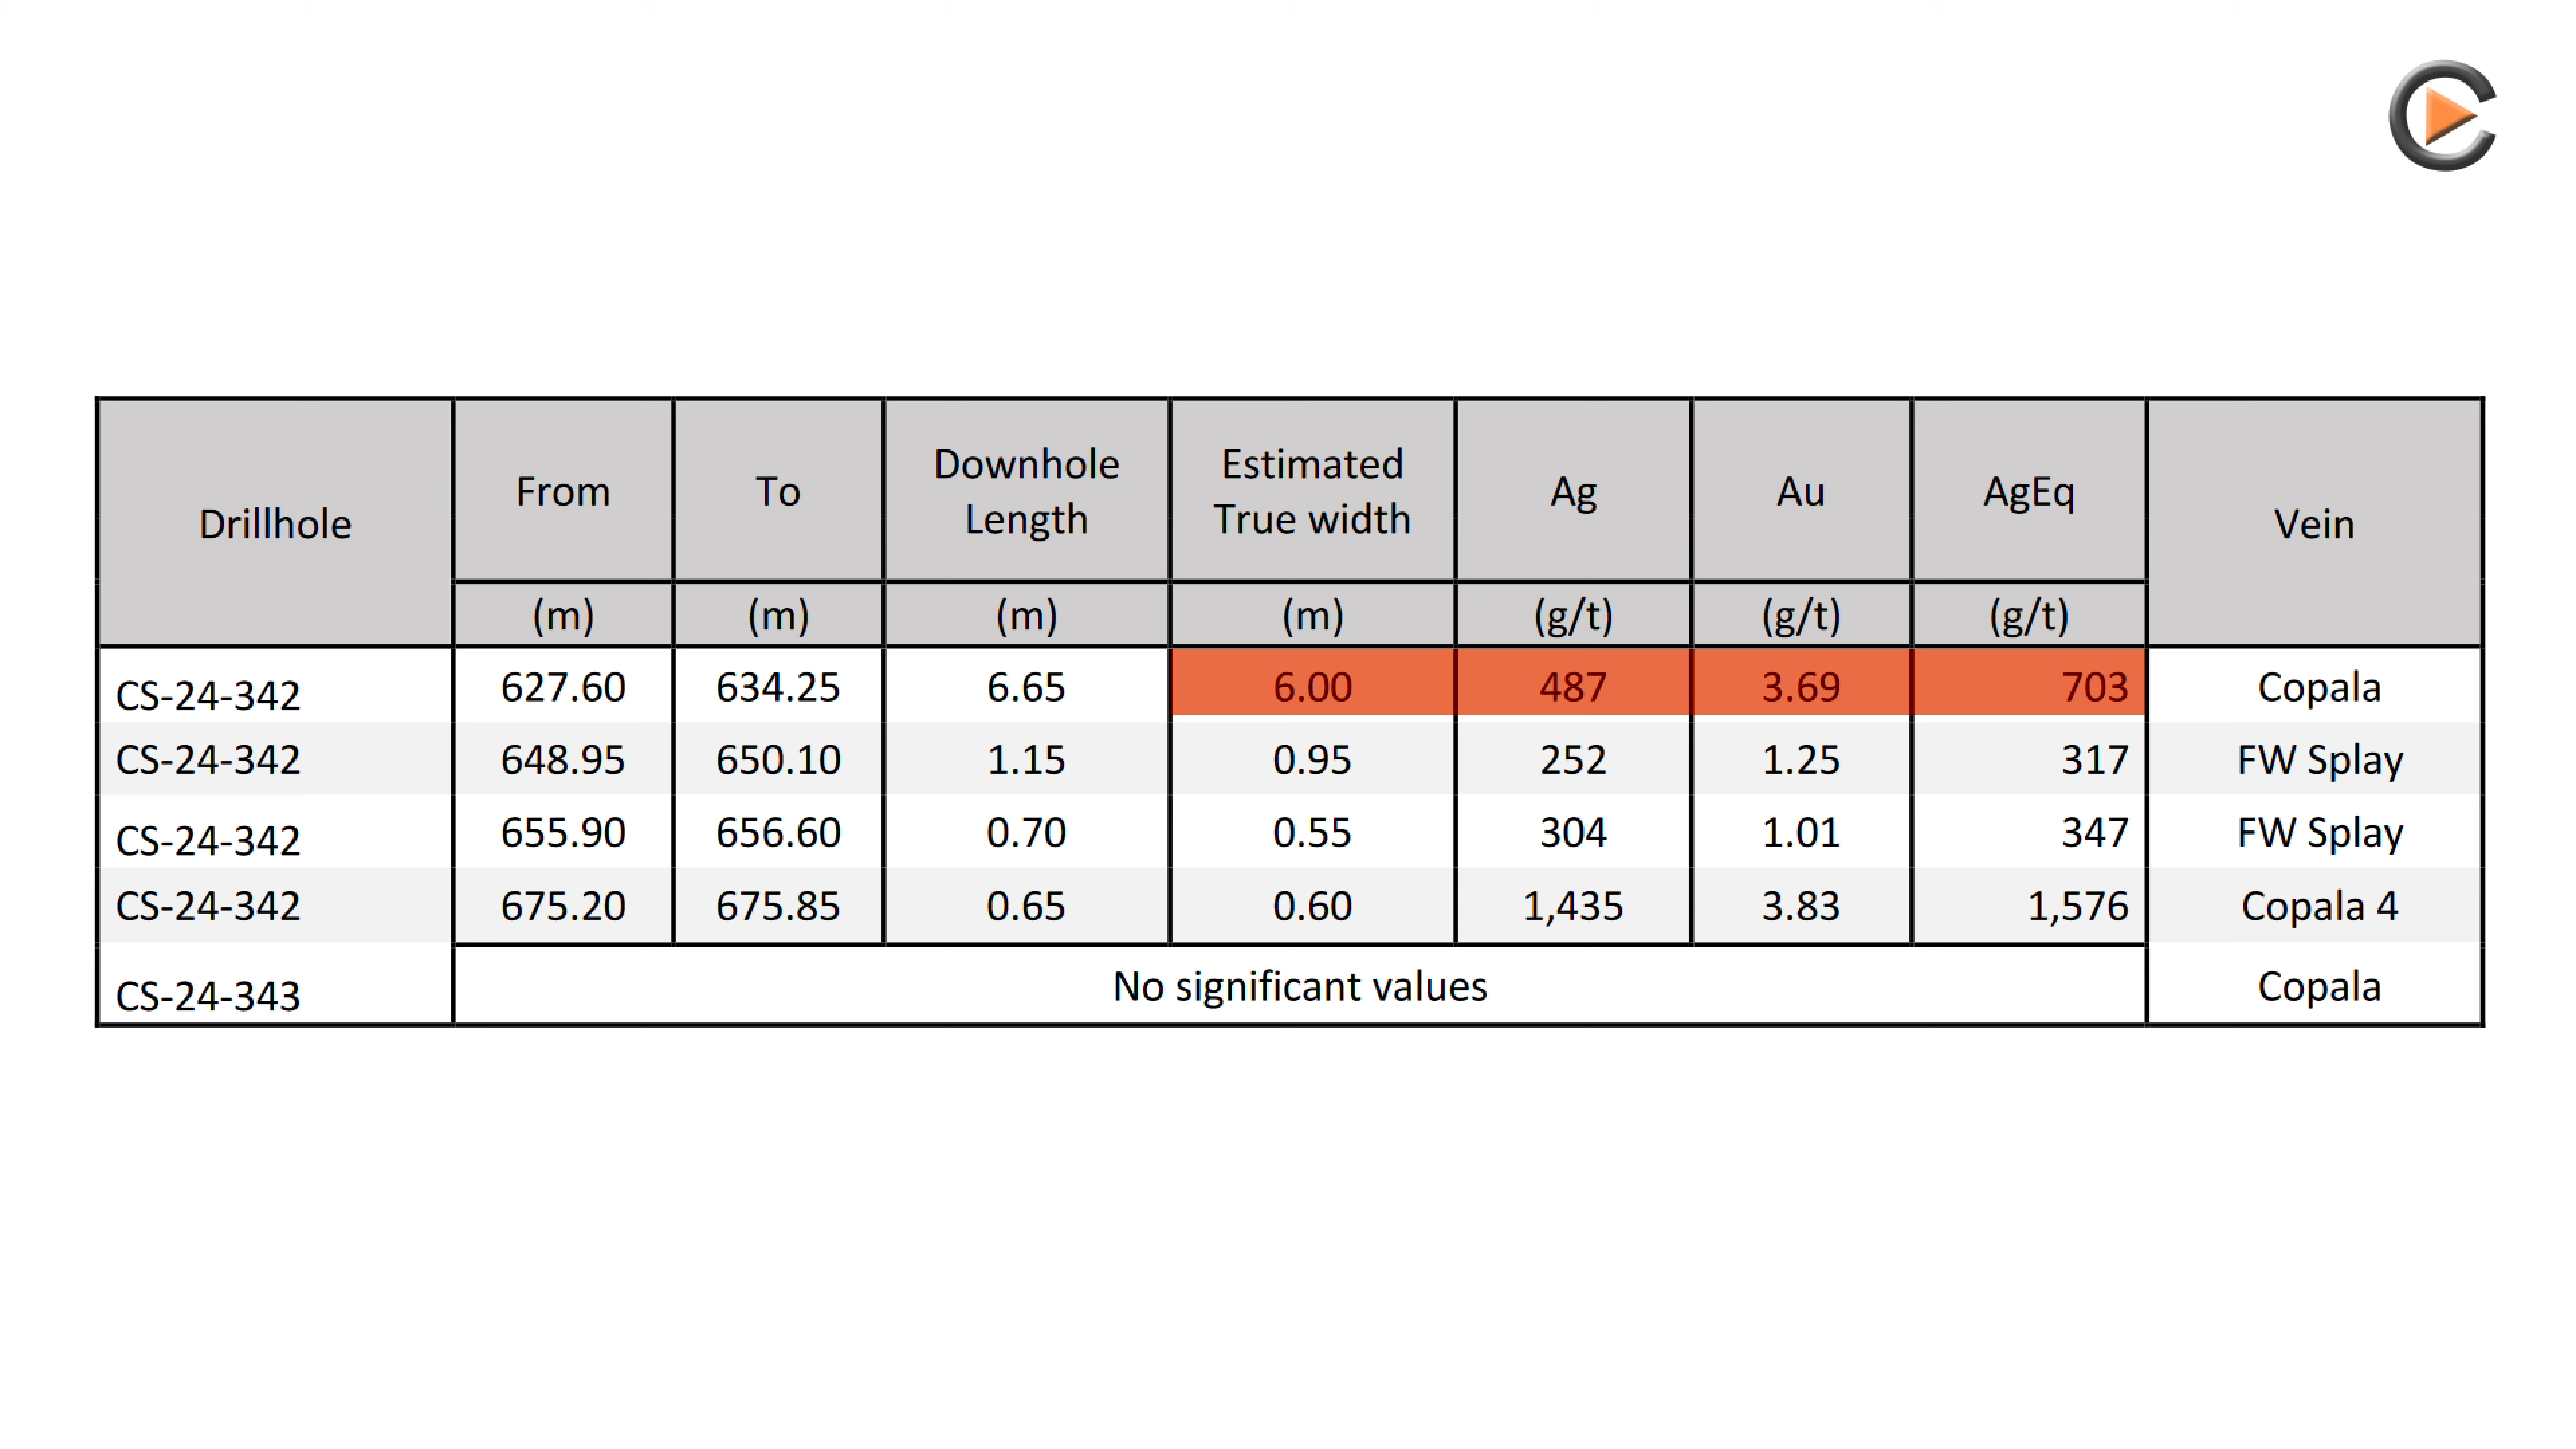 Drillhole From To Downhole Length Estimated True width Ag Au AgEq Vein
(m) (m) (m) (m) (g/t) (g/t) (g/t)
CS-24-342 627.60 634.25 6.65 6.00 487 3.69 703 Copala
CS-24-342 648.95 650.10 1.15 0.95 252 1.25 317 FW Splay
CS-24-342 655.90 656.60 0.70 0.55 304 1.01 347 FW Splay
CS-24-342 675.20 675.85 0.65 0.60 1,435 3.83 1,576 Copala 4
CS-24-343 No significant values Copala